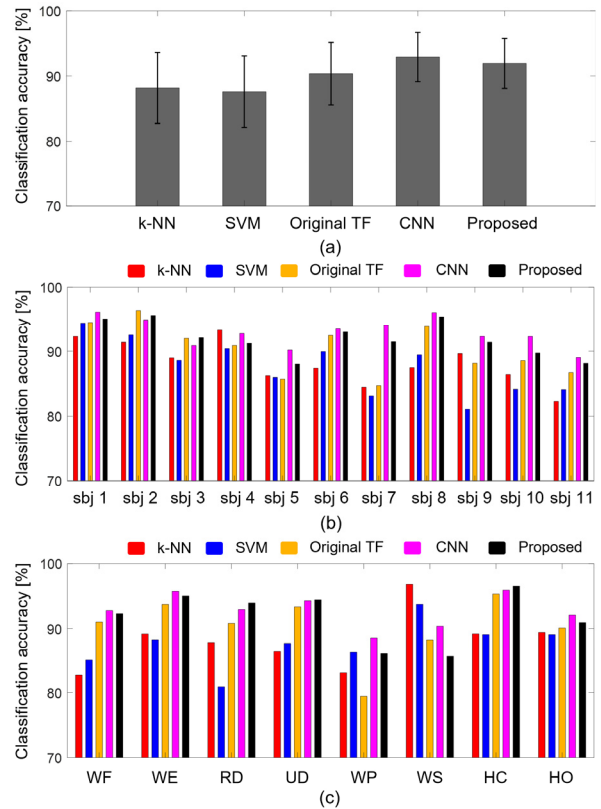 Classification accuracy [%]
100
90
80
70
k-NN SVM Original TF CNN Proposed
(a)
k-NN SVM Original TF CNN Proposed
Classification accuracy [%]
100
90
80
70
sbj 1 sbj 2 sbj 3 sbj 4 sbj 5 sbj 6 sbj 7 sbj 8 sbj 9 sbj 10 sbj 11
(b)
k-NN SVM Original TF CNN Proposed
Classification accuracy [%]
100
90
80
70
WF WE RD UD WP WS HC HO
(c)